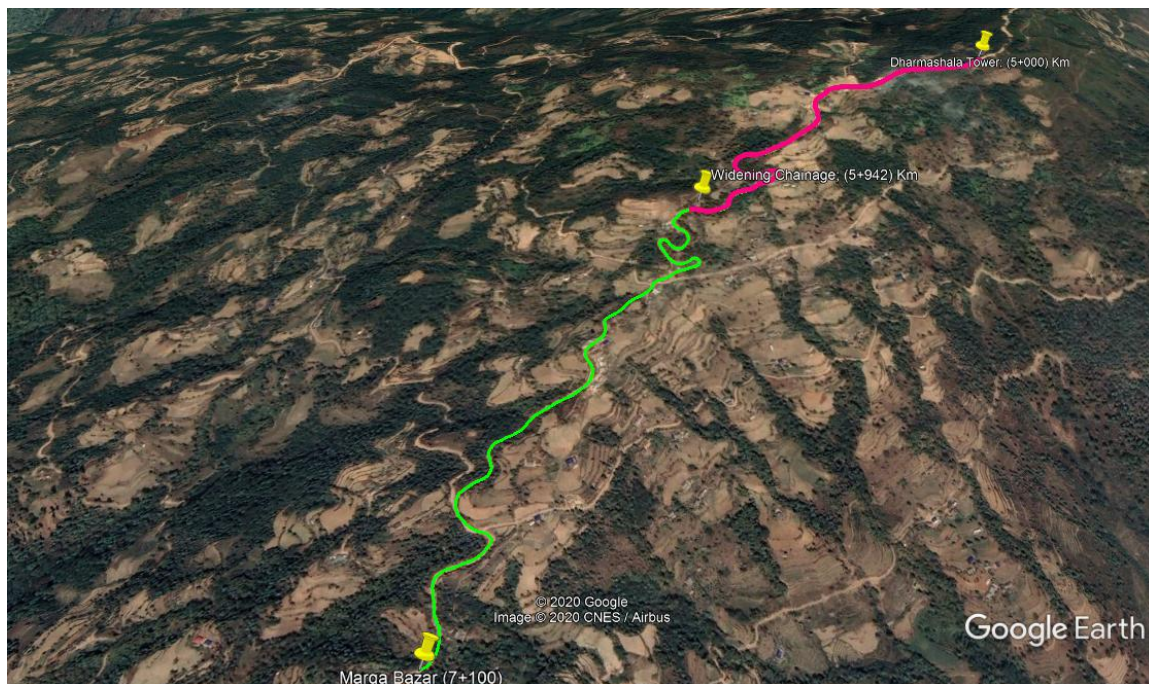 Dharmashala Tower: (5+000) Km
Widening Chainage: (5+942) Km
© 2020 Google
Image © 2020 CNES / Airbus
Google Earth
Marga Bazar (7+100)